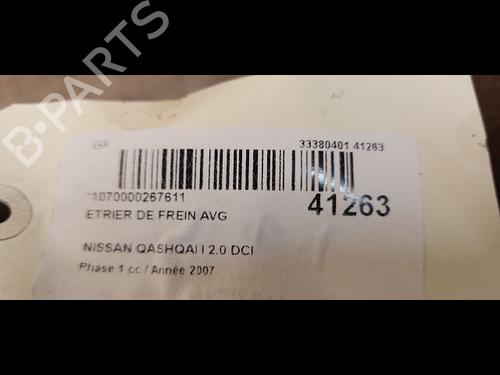 B-PARTS
GA
33380401 41263
41263
ETRIER DE FREIN AVG
NISSAN QASHQAI I 2.0 DCI
Phase 1 cc / Année 2007